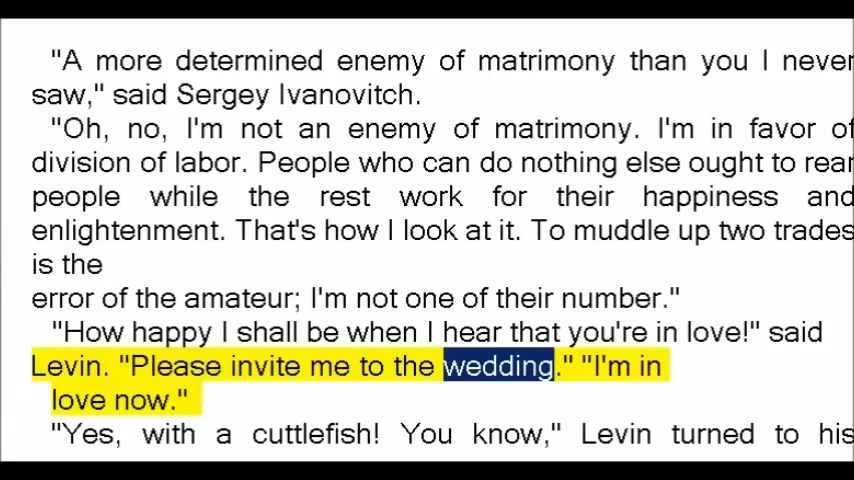 "A more determined enemy of matrimony than you I never
saw," said Sergey Ivanovitch.
"Oh, no, I'm not an enemy of matrimony. I'm in favor of
division of labor. People who can do nothing else ought to rear
people while the rest work for their happiness and
enlightenment. That's how I look at it. To muddle up two trades
is the
error of the amateur; I'm not one of their number."
"How happy I shall be when I hear that you're in love!" said
Levin. "Please invite me to the wedding." "I'm in
love now."
"Yes, with a cuttlefish! You know," Levin turned to his